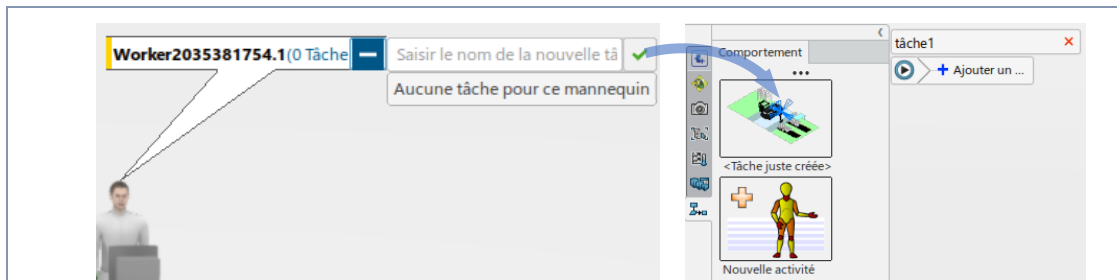 Worker2035381754.1(0 Tâche
Saisir le nom de la nouvelle tâ
Aucune tâche pour ce mannequin
Comportement
<Tâche juste créée>
Nouvelle activité
tâche1
Ajouter un ...